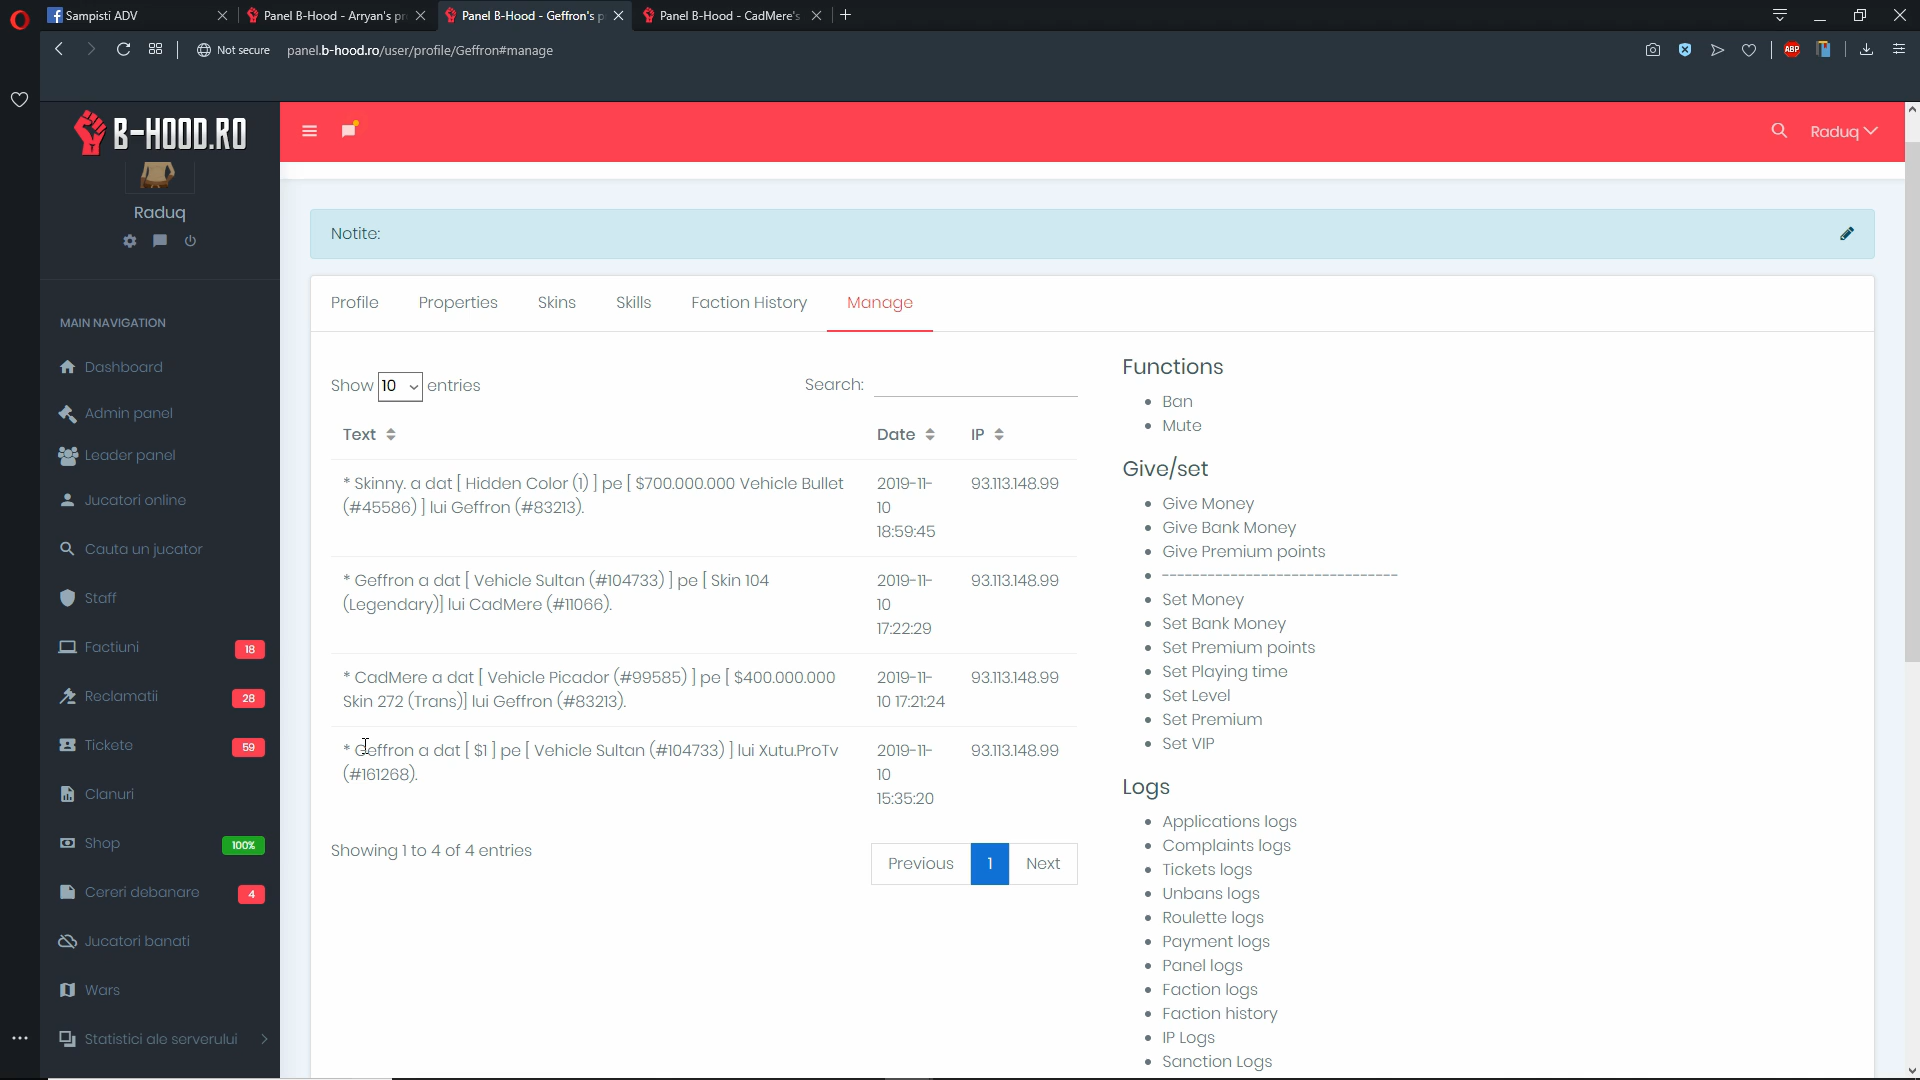 Sampisti ADV
Panel B-Hood - Arryan's pr
Panel B-Hood - Geffron's p
Panel B-Hood - CadMere's
Not secure
panel.b-hood.ro/user/profile/Geffron#manage
ABP
B-HOOD.RO
Raduq
Raduq
MAIN NAVIGATION
Dashboard
Admin panel
Leader panel
Jucatori online
Cauta un jucator
Staff
Factiuni 18
Reclamatii 28
Tickete 59
Clanuri
Shop 100%
Cereri debanare 4
Jucatori banati
Wars
Statistici ale serverului
Notite:
Profile Properties Skins Skills Faction History Manage
Show 10 entries
Search:
Text Date IP
* Skinny. a dat [ Hidden Color (1) ] pe [ $700.000.000 Vehicle Bullet 2019-11- 93.113.148.99
(#45586) ] lui Geffron (#83213). 10
18:59:45
* Geffron a dat [ Vehicle Sultan (#104733) ] pe [ Skin 104 2019-11- 93.113.148.99
(Legendary)] lui CadMere (#11066). 10
17:22:29
* CadMere a dat [ Vehicle Picador (#99585) ] pe [ $400.000.000 2019-11- 93.113.148.99
Skin 272 (Trans)] lui Geffron (#83213). 10 17:21:24
* Geffron a dat [ $1 ] pe [ Vehicle Sultan (#104733) ] lui Xutu.ProTv 2019-11- 93.113.148.99
(#161268). 10
15:35:20
Showing 1 to 4 of 4 entries
Previous 1 Next
Functions
Ban
Mute
Give/set
Give Money
Give Bank Money
Give Premium points
-------------------------------
Set Money
Set Bank Money
Set Premium points
Set Playing time
Set Level
Set Premium
Set VIP
Logs
Applications logs
Complaints logs
Tickets logs
Unbans logs
Roulette logs
Payment logs
Panel logs
Faction logs
Faction history
IP Logs
Sanction Logs